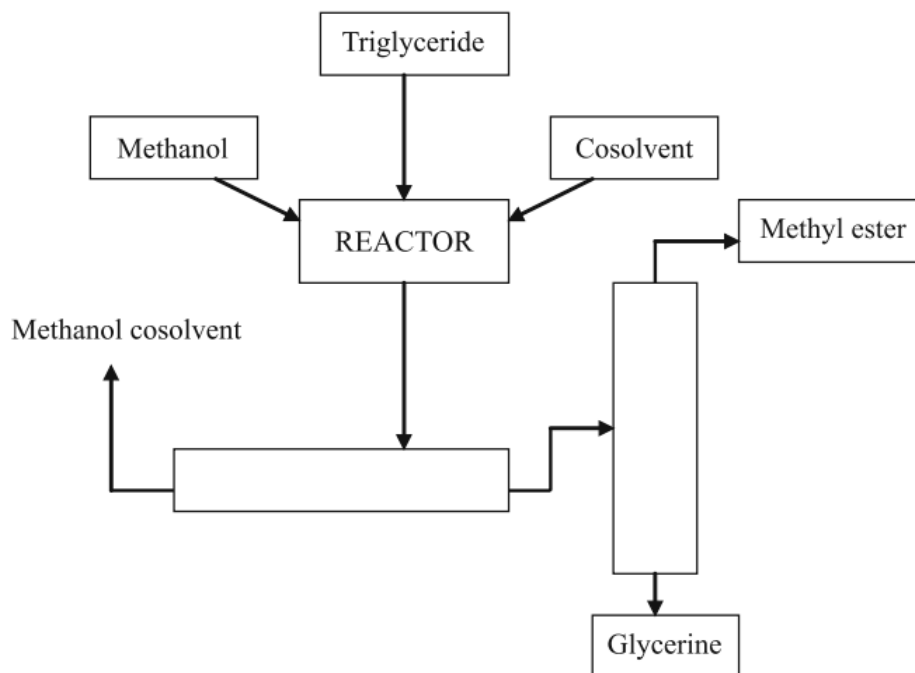 Triglyceride
Methanol
Cosolvent
REACTOR
Methyl ester
Methanol cosolvent
Glycerine